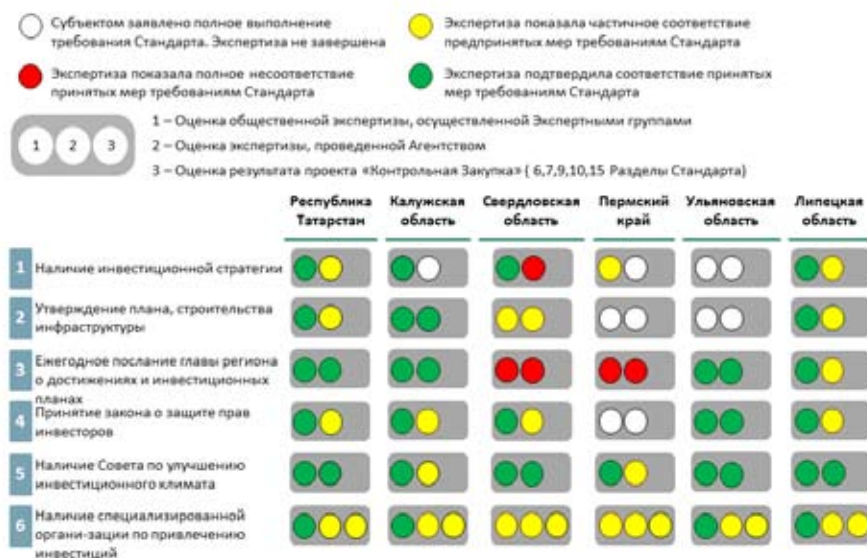 Субъектом заявлено полное выполнение
требования Стандарта. Экспертиза не завершена
Экспертиза показала частичное соответствие
предпринятых мер требованиям Стандарта
Экспертиза показала полное несоответствие
принятых мер требованиям Стандарта
Экспертиза подтвердила соответствие принятых
мер требованиям Стандарта
1 2 3
1 – Оценка общественной экспертизы, осуществленной Экспертными группами
2 – Оценка экспертизы, проведенной Агентством
3 – Оценка результата проекта «Контрольная Закупка» ( 6,7,9,10,15 Разделы Стандарта)
Республика
Татарстан
Калужская
область
Свердловская
область
Пермский
край
Ульяновская
область
Липецкая
область
1 Наличие инвестиционной стратегии
2 Утверждение плана, строительства
инфраструктуры
3 Ежегодное послание главы региона
о достижениях и инвестиционных
планах
4 Принятие закона о защите прав
инвесторов
5 Наличие Совета по улучшению
инвестиционного климата
6 Наличие специализированной
органи-зации по привлечению
инвестиций